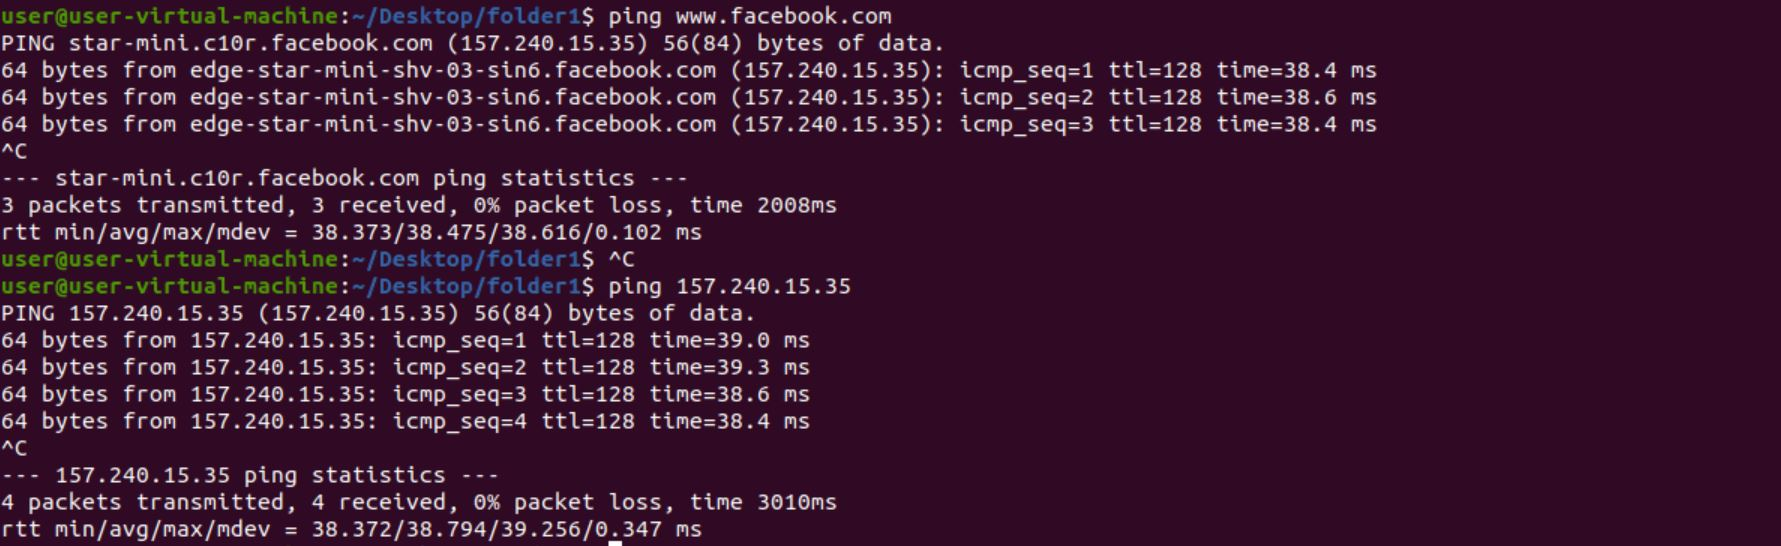 user@user-virtual-machine:~/Desktop/folder1$ ping www.facebook.com
PING star-mini.c10r.facebook.com (157.240.15.35) 56(84) bytes of data.
64 bytes from edge-star-mini-shv-03-sin6.facebook.com (157.240.15.35): icmp_seq=1 ttl=128 time=38.4 ms
64 bytes from edge-star-mini-shv-03-sin6.facebook.com (157.240.15.35): icmp_seq=2 ttl=128 time=38.6 ms
64 bytes from edge-star-mini-shv-03-sin6.facebook.com (157.240.15.35): icmp_seq=3 ttl=128 time=38.4 ms
^C
--- star-mini.c10r.facebook.com ping statistics ---
3 packets transmitted, 3 received, 0% packet loss, time 2008ms
rtt min/avg/max/mdev = 38.373/38.475/38.616/0.102 ms
user@user-virtual-machine:~/Desktop/folder1$ ^C
user@user-virtual-machine:~/Desktop/folder1$ ping 157.240.15.35
PING 157.240.15.35 (157.240.15.35) 56(84) bytes of data.
64 bytes from 157.240.15.35: icmp_seq=1 ttl=128 time=39.0 ms
64 bytes from 157.240.15.35: icmp_seq=2 ttl=128 time=39.3 ms
64 bytes from 157.240.15.35: icmp_seq=3 ttl=128 time=38.6 ms
64 bytes from 157.240.15.35: icmp_seq=4 ttl=128 time=38.4 ms
^C
--- 157.240.15.35 ping statistics ---
4 packets transmitted, 4 received, 0% packet loss, time 3010ms
rtt min/avg/max/mdev = 38.372/38.794/39.256/0.347 ms